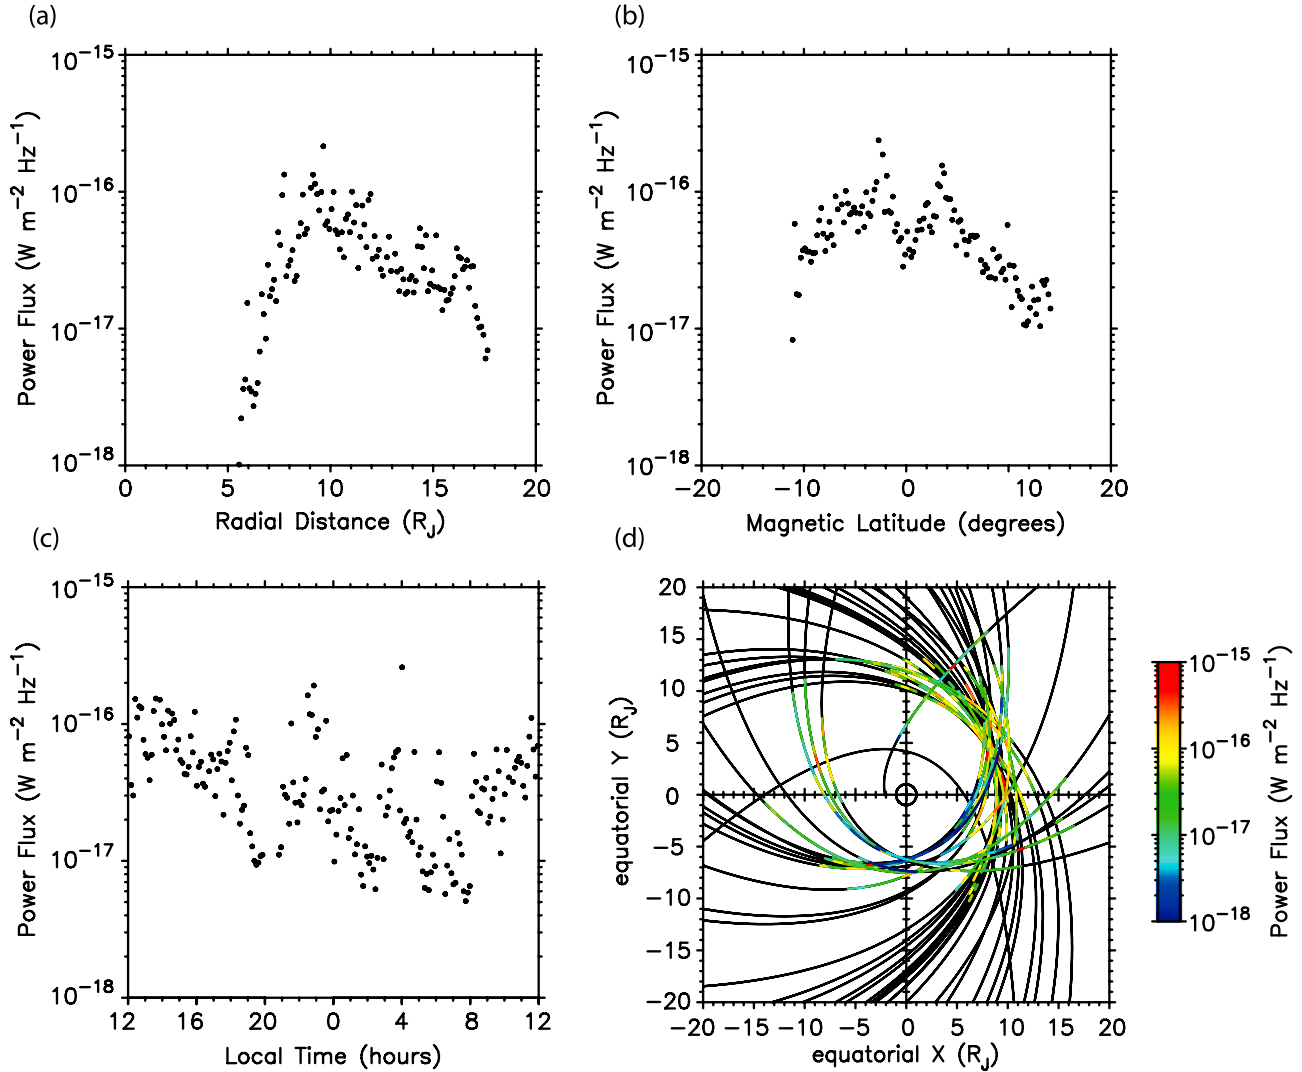 (a)
10^-15
10^-16
10^-17
10^-18
Power Flux (W m^-2 Hz^-1)
0 5 10 15 20
Radial Distance (R_J)
(b)
10^-15
10^-16
10^-17
10^-18
Power Flux (W m^-2 Hz^-1)
-20 -10 0 10 20
Magnetic Latitude (degrees)
(c)
10^-15
10^-16
10^-17
10^-18
Power Flux (W m^-2 Hz^-1)
12 16 20 0 4 8 12
Local Time (hours)
(d)
20
15
10
5
0
-5
-10
-15
-20
equatorial Y (R_J)
-20 -15 -10 -5 0 5 10 15 20
equatorial X (R_J)
10^-15
10^-16
10^-17
10^-18
Power Flux (W m^-2 Hz^-1)